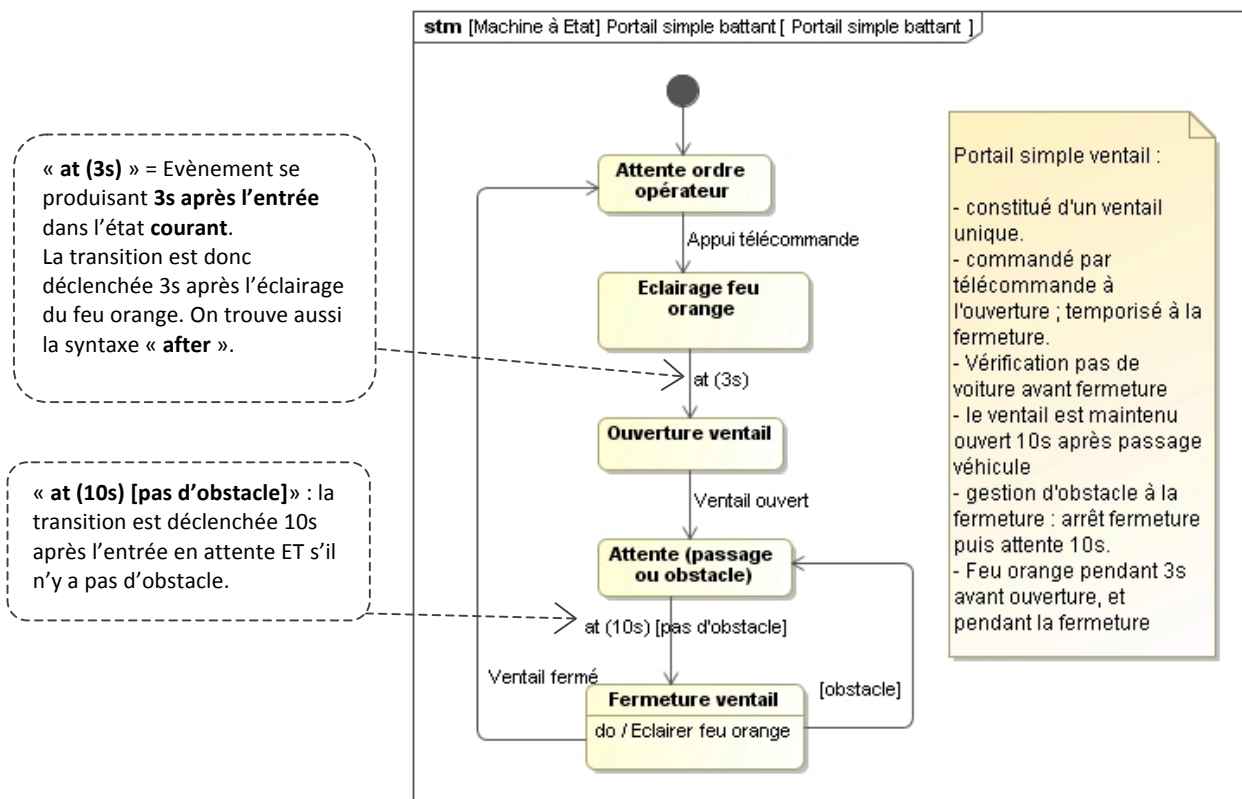 stm [Machine à Etat] Portail simple battant [ Portail simple battant ]
« at (3s) » = Evènement se
produisant 3s après l’entrée
dans l’état courant.
La transition est donc
déclenchée 3s après l’éclairage
du feu orange. On trouve aussi
la syntaxe « after ».
« at (10s) [pas d’obstacle]» : la
transition est déclenchée 10s
après l’entrée en attente ET s’il
n’y a pas d’obstacle.
Attente ordre
opérateur
Appui télécommande
Eclairage feu
orange
at (3s)
Ouverture ventail
Ventail ouvert
Attente (passage
ou obstacle)
at (10s) [pas d'obstacle]
Ventail fermé
[obstacle]
Fermeture ventail
do / Eclairer feu orange
Portail simple ventail :
- constitué d'un ventail
unique.
- commandé par
télécommande à
l'ouverture ; temporisé à la
fermeture.
- Vérification pas de
voiture avant fermeture
- le ventail est maintenu
ouvert 10s après passage
véhicule
- gestion d'obstacle à la
fermeture : arrêt fermeture
puis attente 10s.
- Feu orange pendant 3s
avant ouverture, et
pendant la fermeture